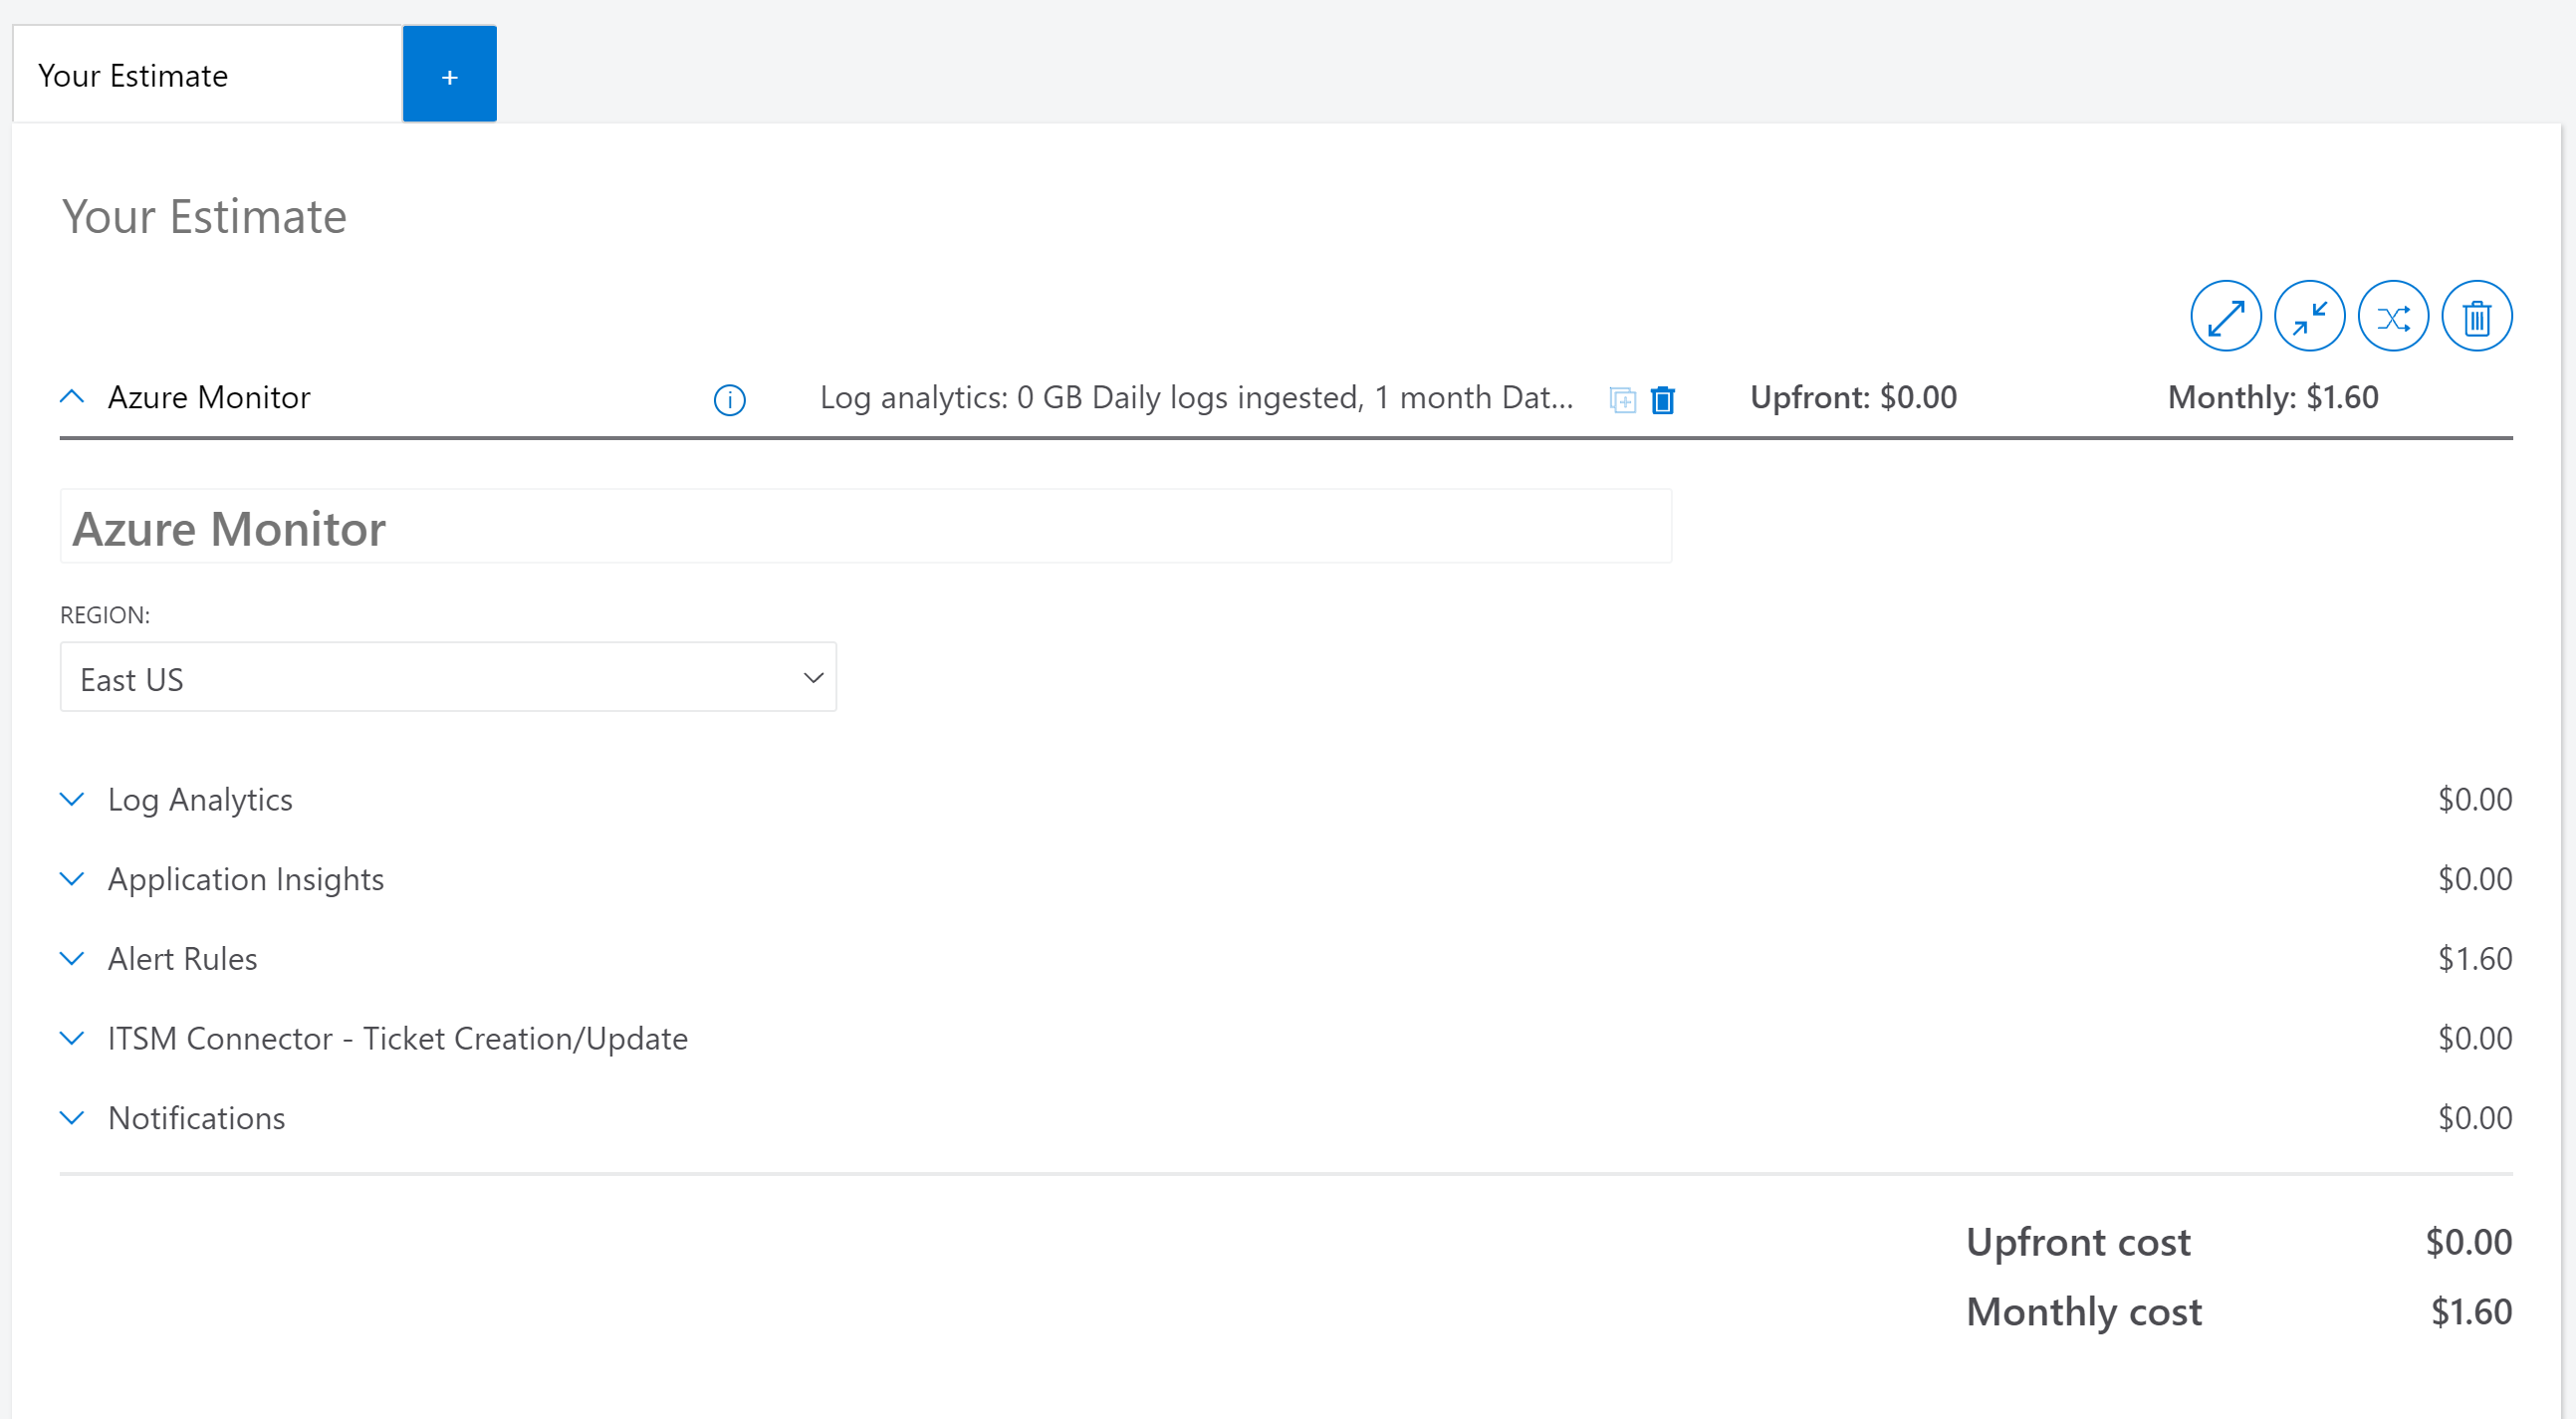 Your Estimate
+
Your Estimate
Azure Monitor
Log analytics: 0 GB Daily logs ingested, 1 month Dat...
Upfront: $0.00
Monthly: $1.60
Azure Monitor
REGION:
East US
Log Analytics $0.00
Application Insights $0.00
Alert Rules $1.60
ITSM Connector - Ticket Creation/Update $0.00
Notifications $0.00
Upfront cost $0.00
Monthly cost $1.60